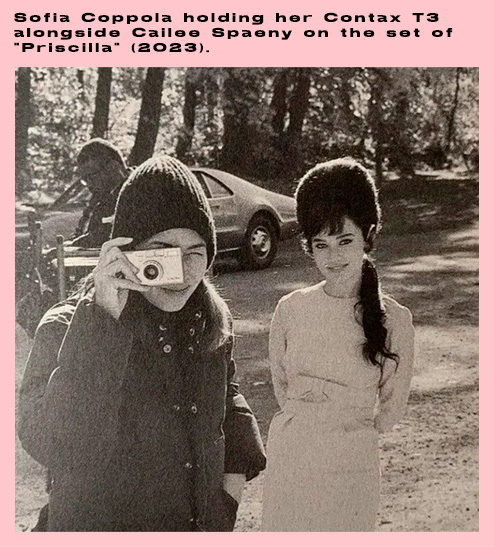 Sofia Coppola holding her Contax T3
alongside Cailee Spaeny on the set of
"Priscilla" (2023).